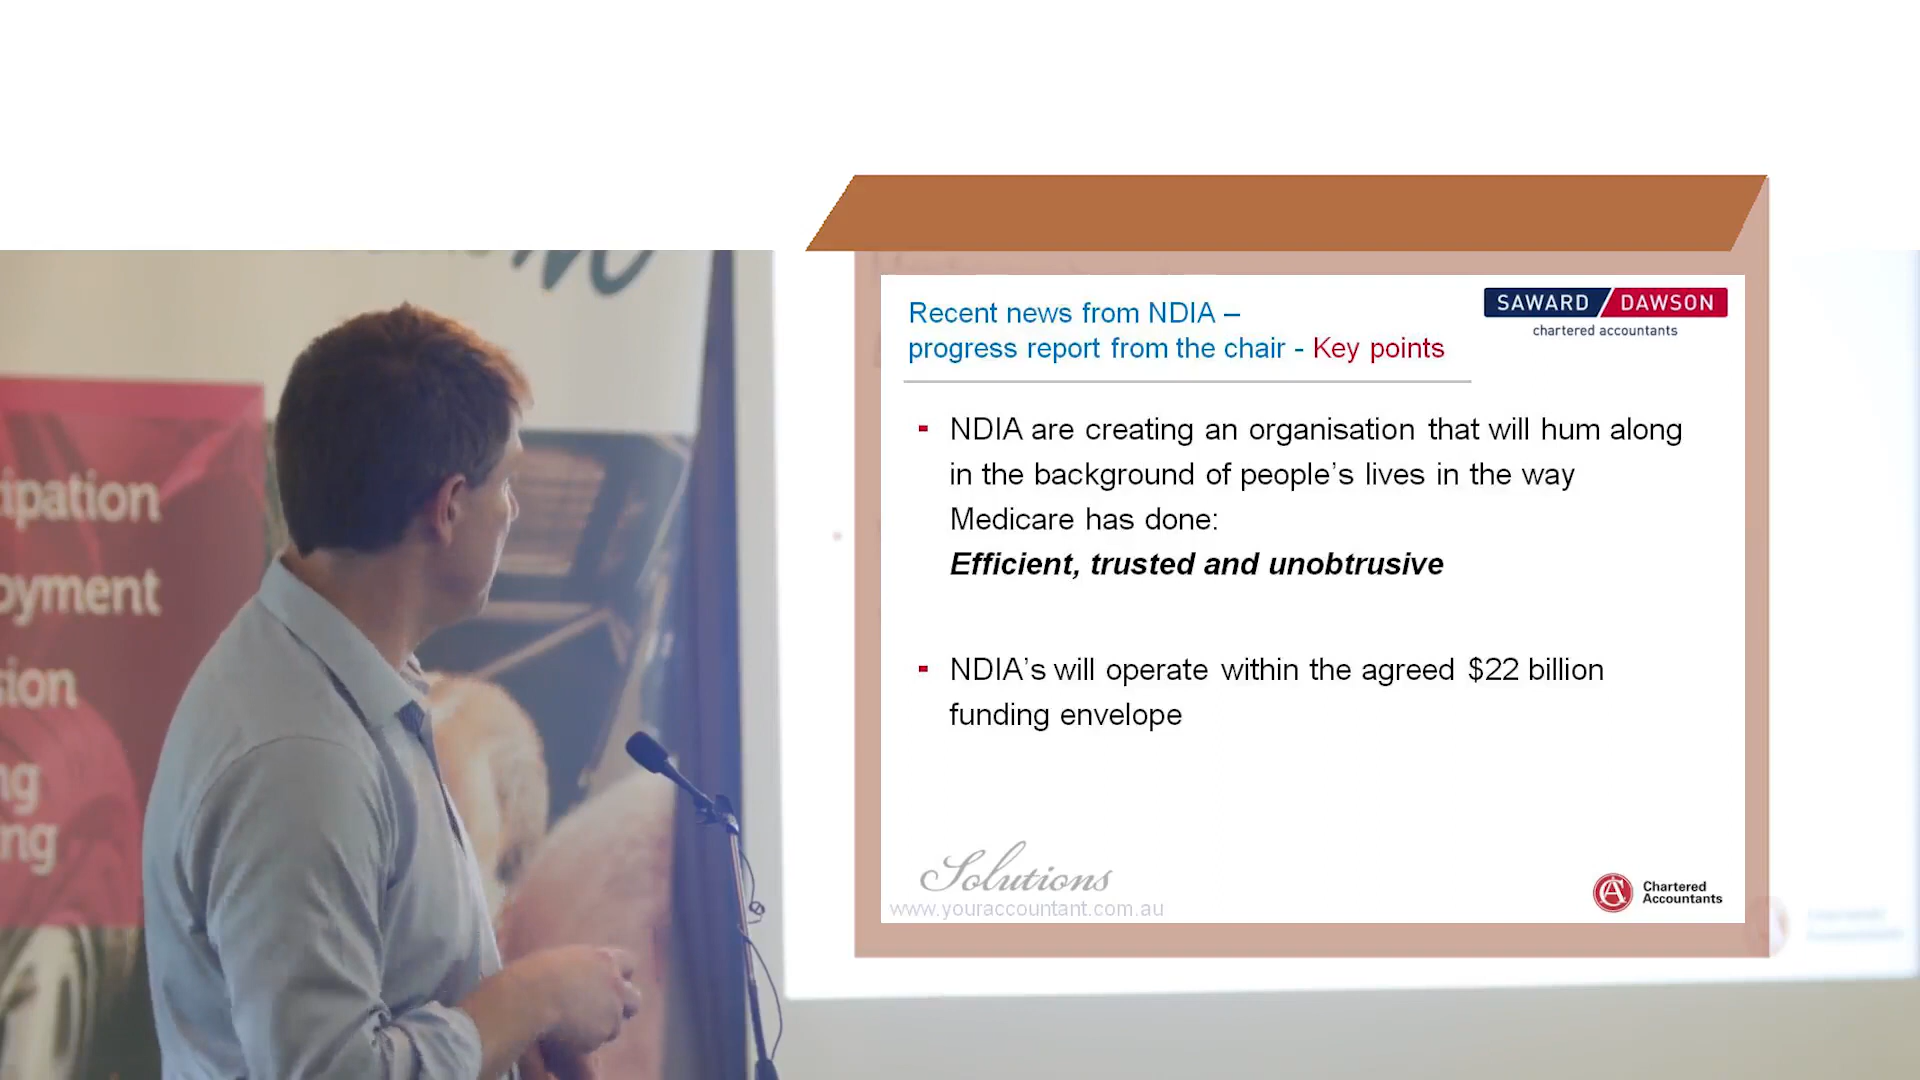 ipation
oyment
sion
ng
ng
Recent news from NDIA –
progress report from the chair - Key points
SAWARD DAWSON
chartered accountants
NDIA are creating an organisation that will hum along
in the background of people's lives in the way
Medicare has done:
Efficient, trusted and unobtrusive
NDIA's will operate within the agreed $22 billion
funding envelope
Solutions
www.youraccountant.com.au
Chartered
Accountants